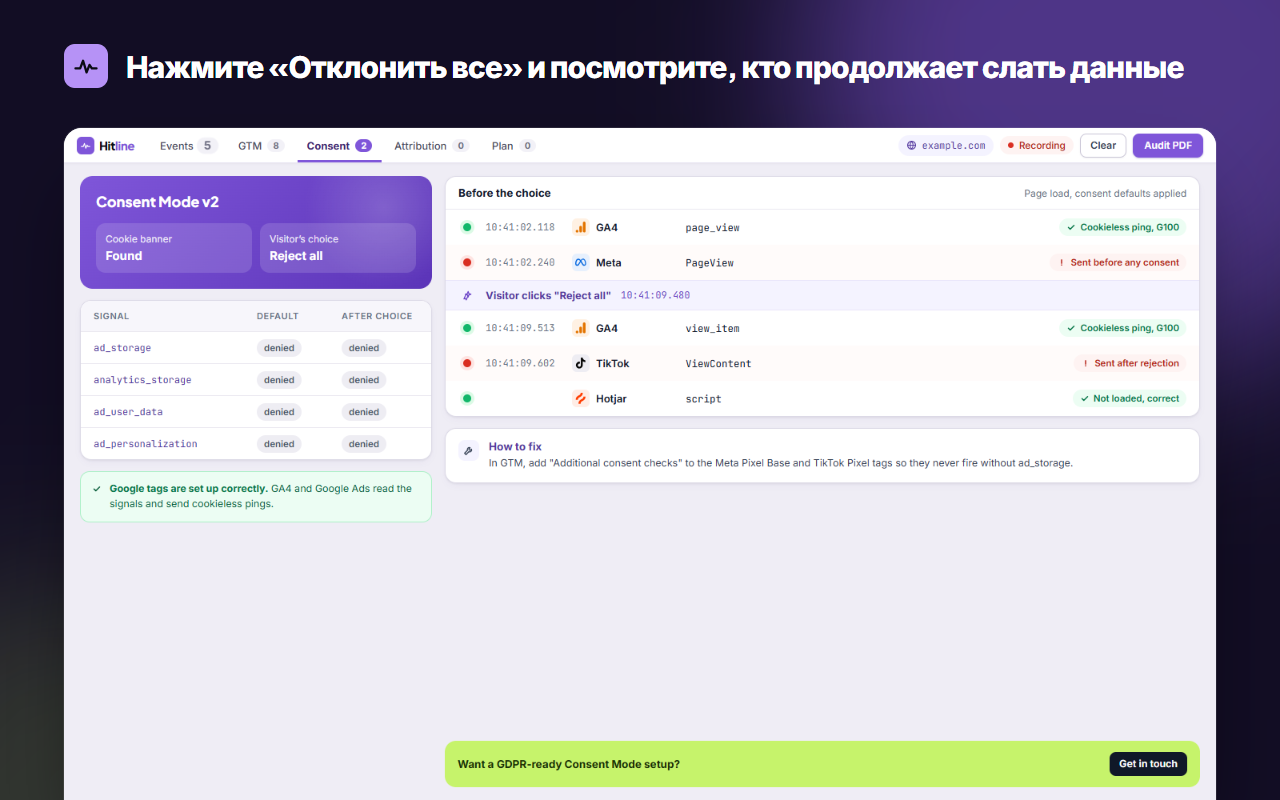 Нажмите «Отклонить все» и посмотрите, кто продолжает слать данные
Hitline
Events 5
GTM 8
Consent 2
Attribution 0
Plan 0
example.com
Recording
Clear
Audit PDF
Consent Mode v2
Cookie banner
Found
Visitor's choice
Reject all
SIGNAL DEFAULT AFTER CHOICE
ad_storage denied denied
analytics_storage denied denied
ad_user_data denied denied
ad_personalization denied denied
Google tags are set up correctly. GA4 and Google Ads read the
signals and send cookieless pings.
Before the choice Page load, consent defaults applied
10:41:02.118 GA4 page_view Cookieless ping, G100
10:41:02.240 Meta PageView ! Sent before any consent
Visitor clicks "Reject all" 10:41:09.480
10:41:09.513 GA4 view_item Cookieless ping, G100
10:41:09.602 TikTok ViewContent ! Sent after rejection
Hotjar script Not loaded, correct
How to fix
In GTM, add "Additional consent checks" to the Meta Pixel Base and TikTok Pixel tags so they never fire without ad_storage.
Want a GDPR-ready Consent Mode setup?
Get in touch